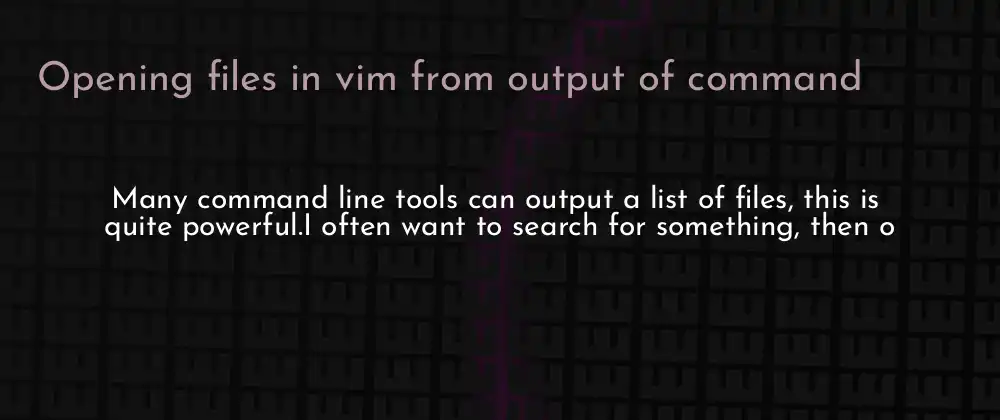 Opening files in vim from output of command
Many command line tools can output a list of files, this is
quite powerful.I often want to search for something, then o